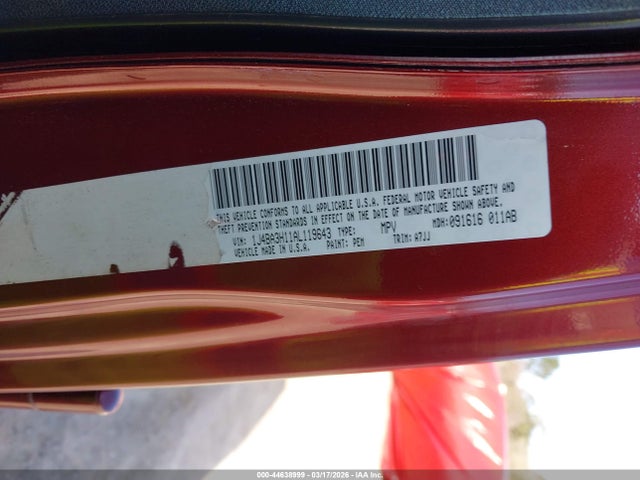 THIS VEHICLE CONFORMS TO ALL APPLICABLE U.S.A. FEDERAL MOTOR VEHICLE SAFETY AND
THEFT PREVENTION STANDARDS IN EFFECT ON THE DATE OF MANUFACTURE SHOWN ABOVE.
VIN: 1J4BA3H11AL119643 TYPE: MPV MDH: 091616 011AB
MADE IN U.S.A. PAINT: PEM TRIM: A7JJ
000-44638999 - 03/17/2026 - IAA Inc.